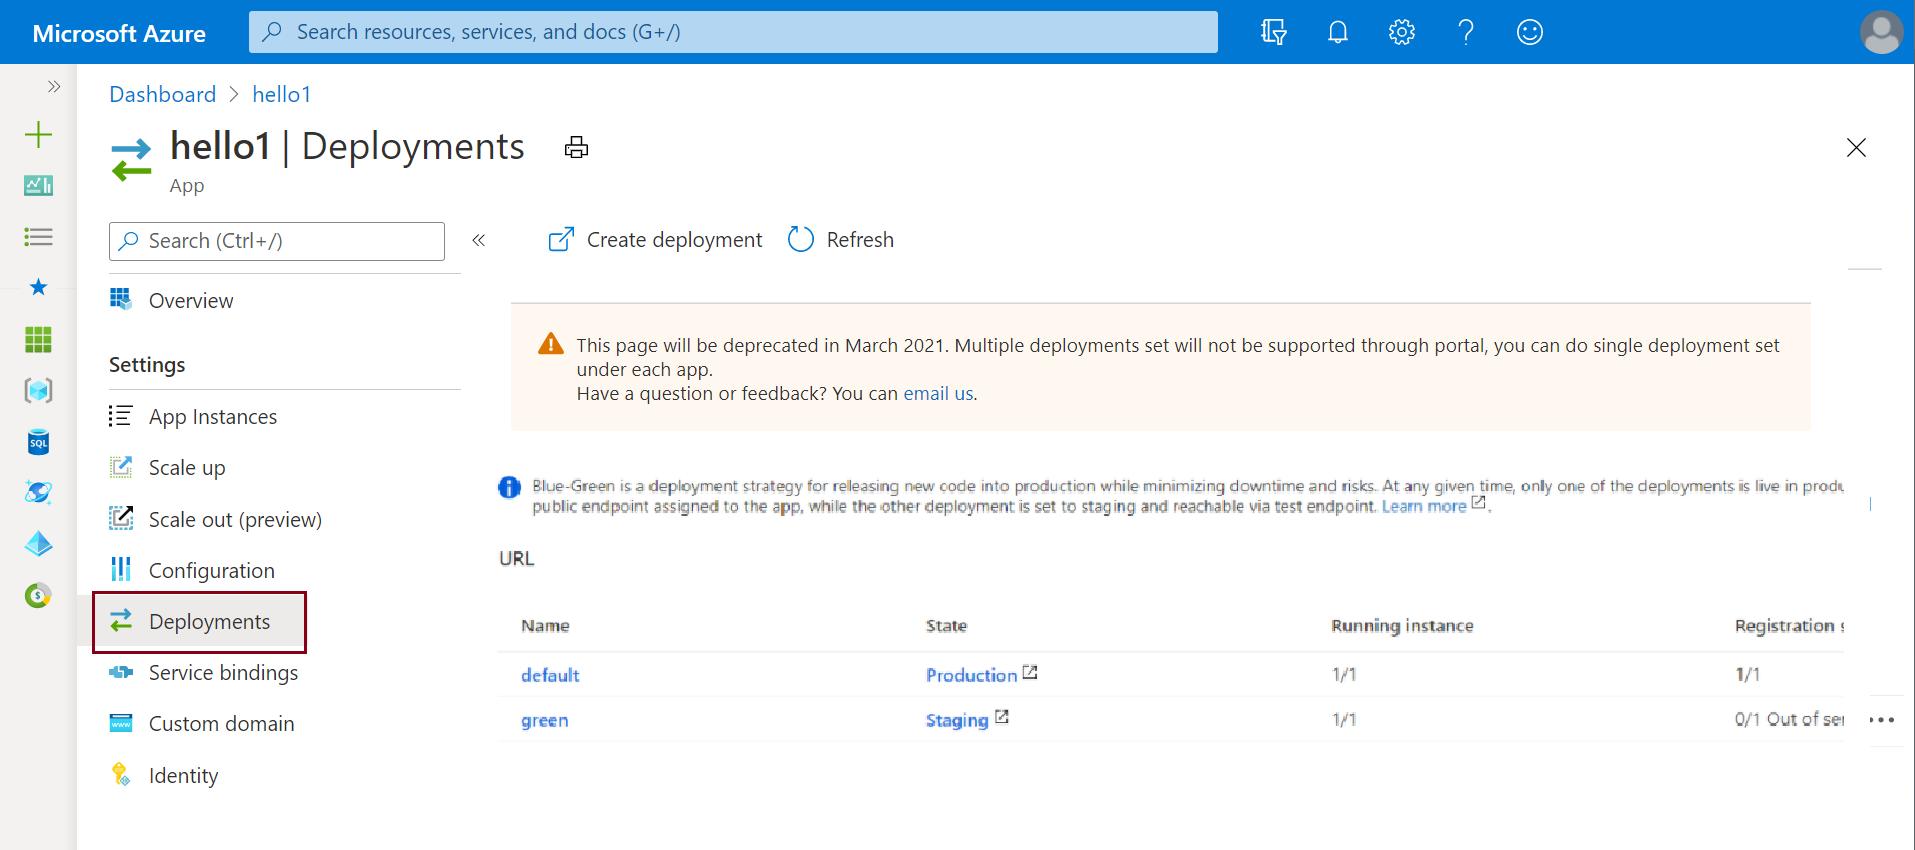 Microsoft Azure
Search resources, services, and docs (G+/)
Dashboard > hello1
hello1 | Deployments
App
Search (Ctrl+/)
«
Create deployment
Refresh
Overview
Settings
App Instances
Scale up
Scale out (preview)
Configuration
Deployments
Service bindings
Custom domain
Identity
SQL
www
This page will be deprecated in March 2021. Multiple deployments set will not be supported through portal, you can do single deployment set
under each app.
Have a question or feedback? You can email us.
Blue-Green is a deployment strategy for releasing new code into production while minimizing downtime and risks. At any given time, only one of the deployments is live in
public endpoint assigned to the app, while the other deployment is set to staging and reachable via test endpoint. Learn more.
URL
Name State Running instance Registration
default Production 1/1 1/1
green Staging 1/1 0/1 Out of